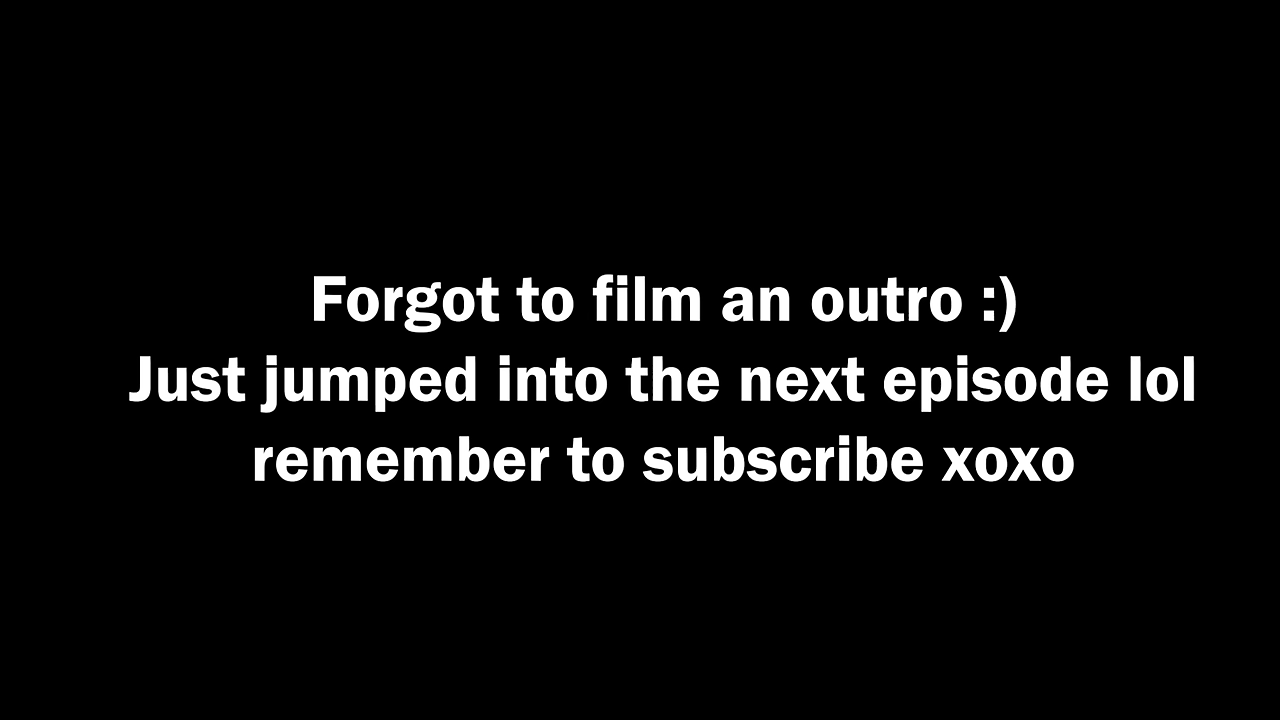 Forgot to film an outro :)
Just jumped into the next episode lol
remember to subscribe xoxo